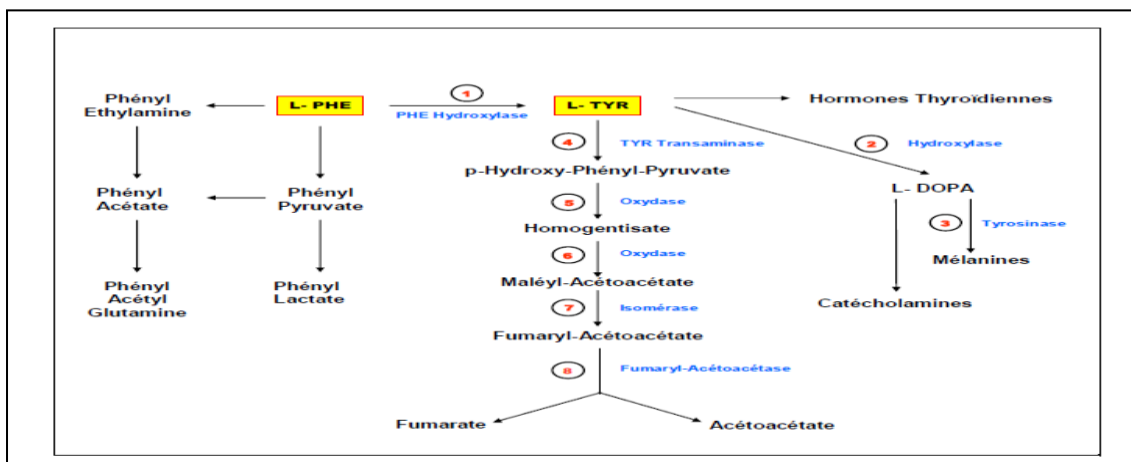 Phényl
Ethylamine
L- PHE
1
PHE Hydroxylase
L- TYR
Hormones Thyroïdiennes
4
TYR Transaminase
2
Hydroxylase
p-Hydroxy-Phényl-Pyruvate
Phényl
Acétate
Phényl
Pyruvate
L- DOPA
5
Oxydase
3
Tyrosinase
Homogentisate
6
Oxydase
Mélanines
Phényl
Acétyl
Glutamine
Phényl
Lactate
Maléyl-Acétoacétate
Catécholamines
7
Isomérase
Fumaryl-Acétoacétate
8
Fumaryl-Acétoacétase
Fumarate
Acétoacétate